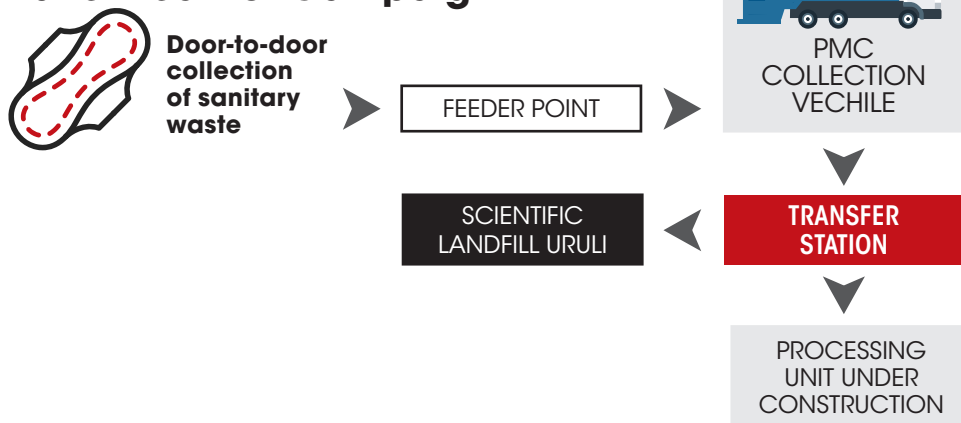 Door-to-door
collection
of sanitary
waste
FEEDER POINT
PMC
COLLECTION
VECHILE
SCIENTIFIC
LANDFILL URULI
TRANSFER
STATION
PROCESSING
UNIT UNDER
CONSTRUCTION